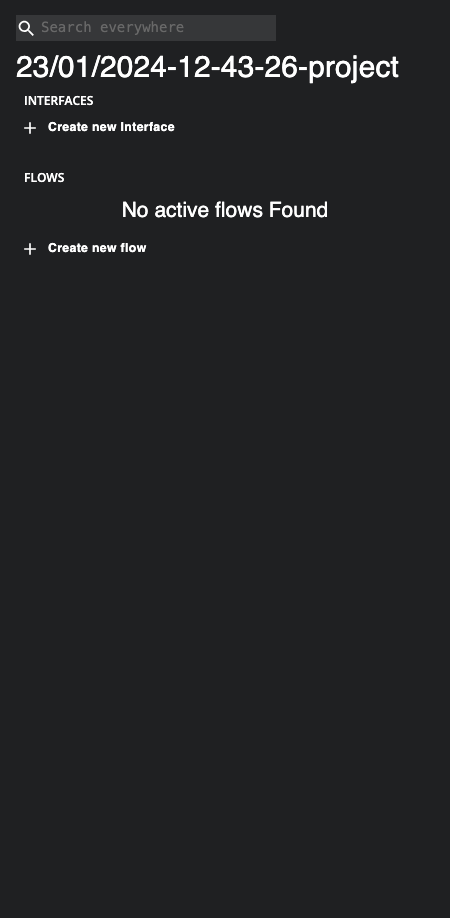 Search everywhere
23/01/2024-12-43-26-project
INTERFACES
Create new Interface
FLOWS
No active flows Found
Create new flow